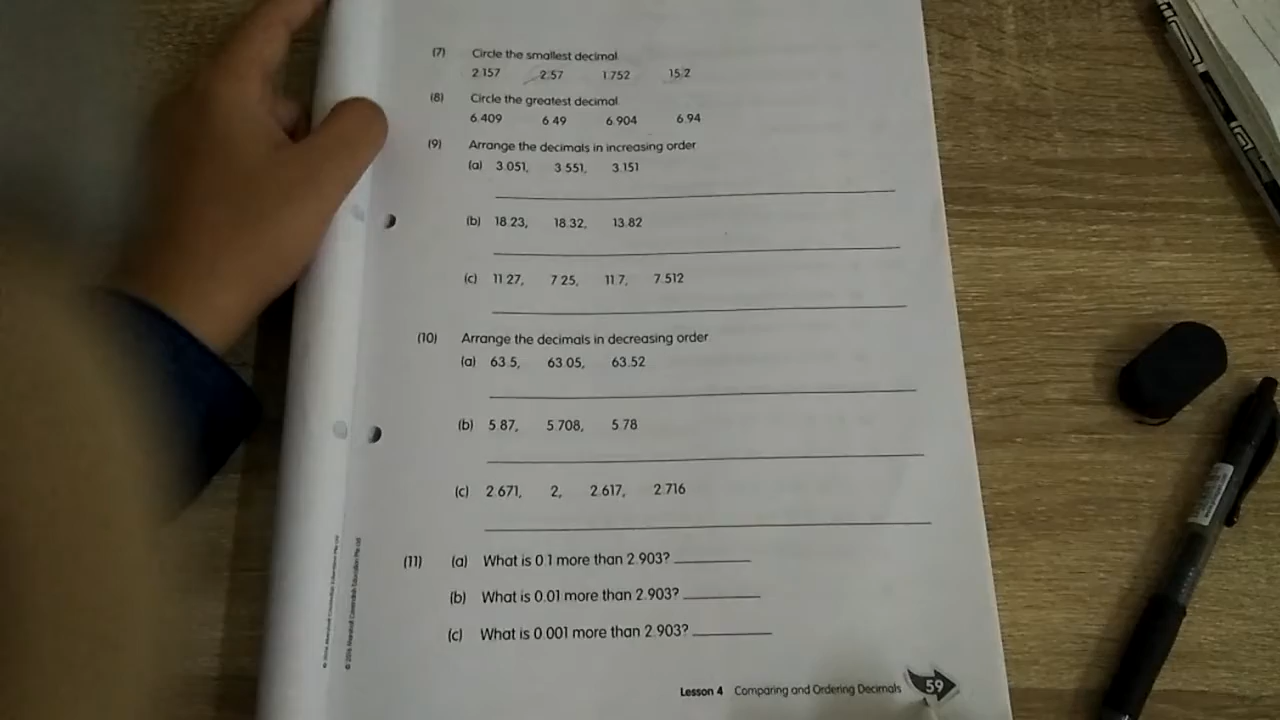 (7) Circle the smallest decimal.
2.157 2.57 1.752 15.2
(8) Circle the greatest decimal.
6.409 6.49 6.904 6.94
(9) Arrange the decimals in increasing order.
(a) 3.051, 3.551, 3.151
(b) 18.23, 18.32, 13.82
(c) 11.27, 7.25, 11.7, 7.512
(10) Arrange the decimals in decreasing order.
(a) 63.5, 63.05, 63.52
(b) 5.87, 5.708, 5.78
(c) 2.671, 2, 2.617, 2.716
(11) (a) What is 0.1 more than 2.903?
(b) What is 0.01 more than 2.903?
(c) What is 0.001 more than 2.903?
Lesson 4 Comparing and Ordering Decimals 59